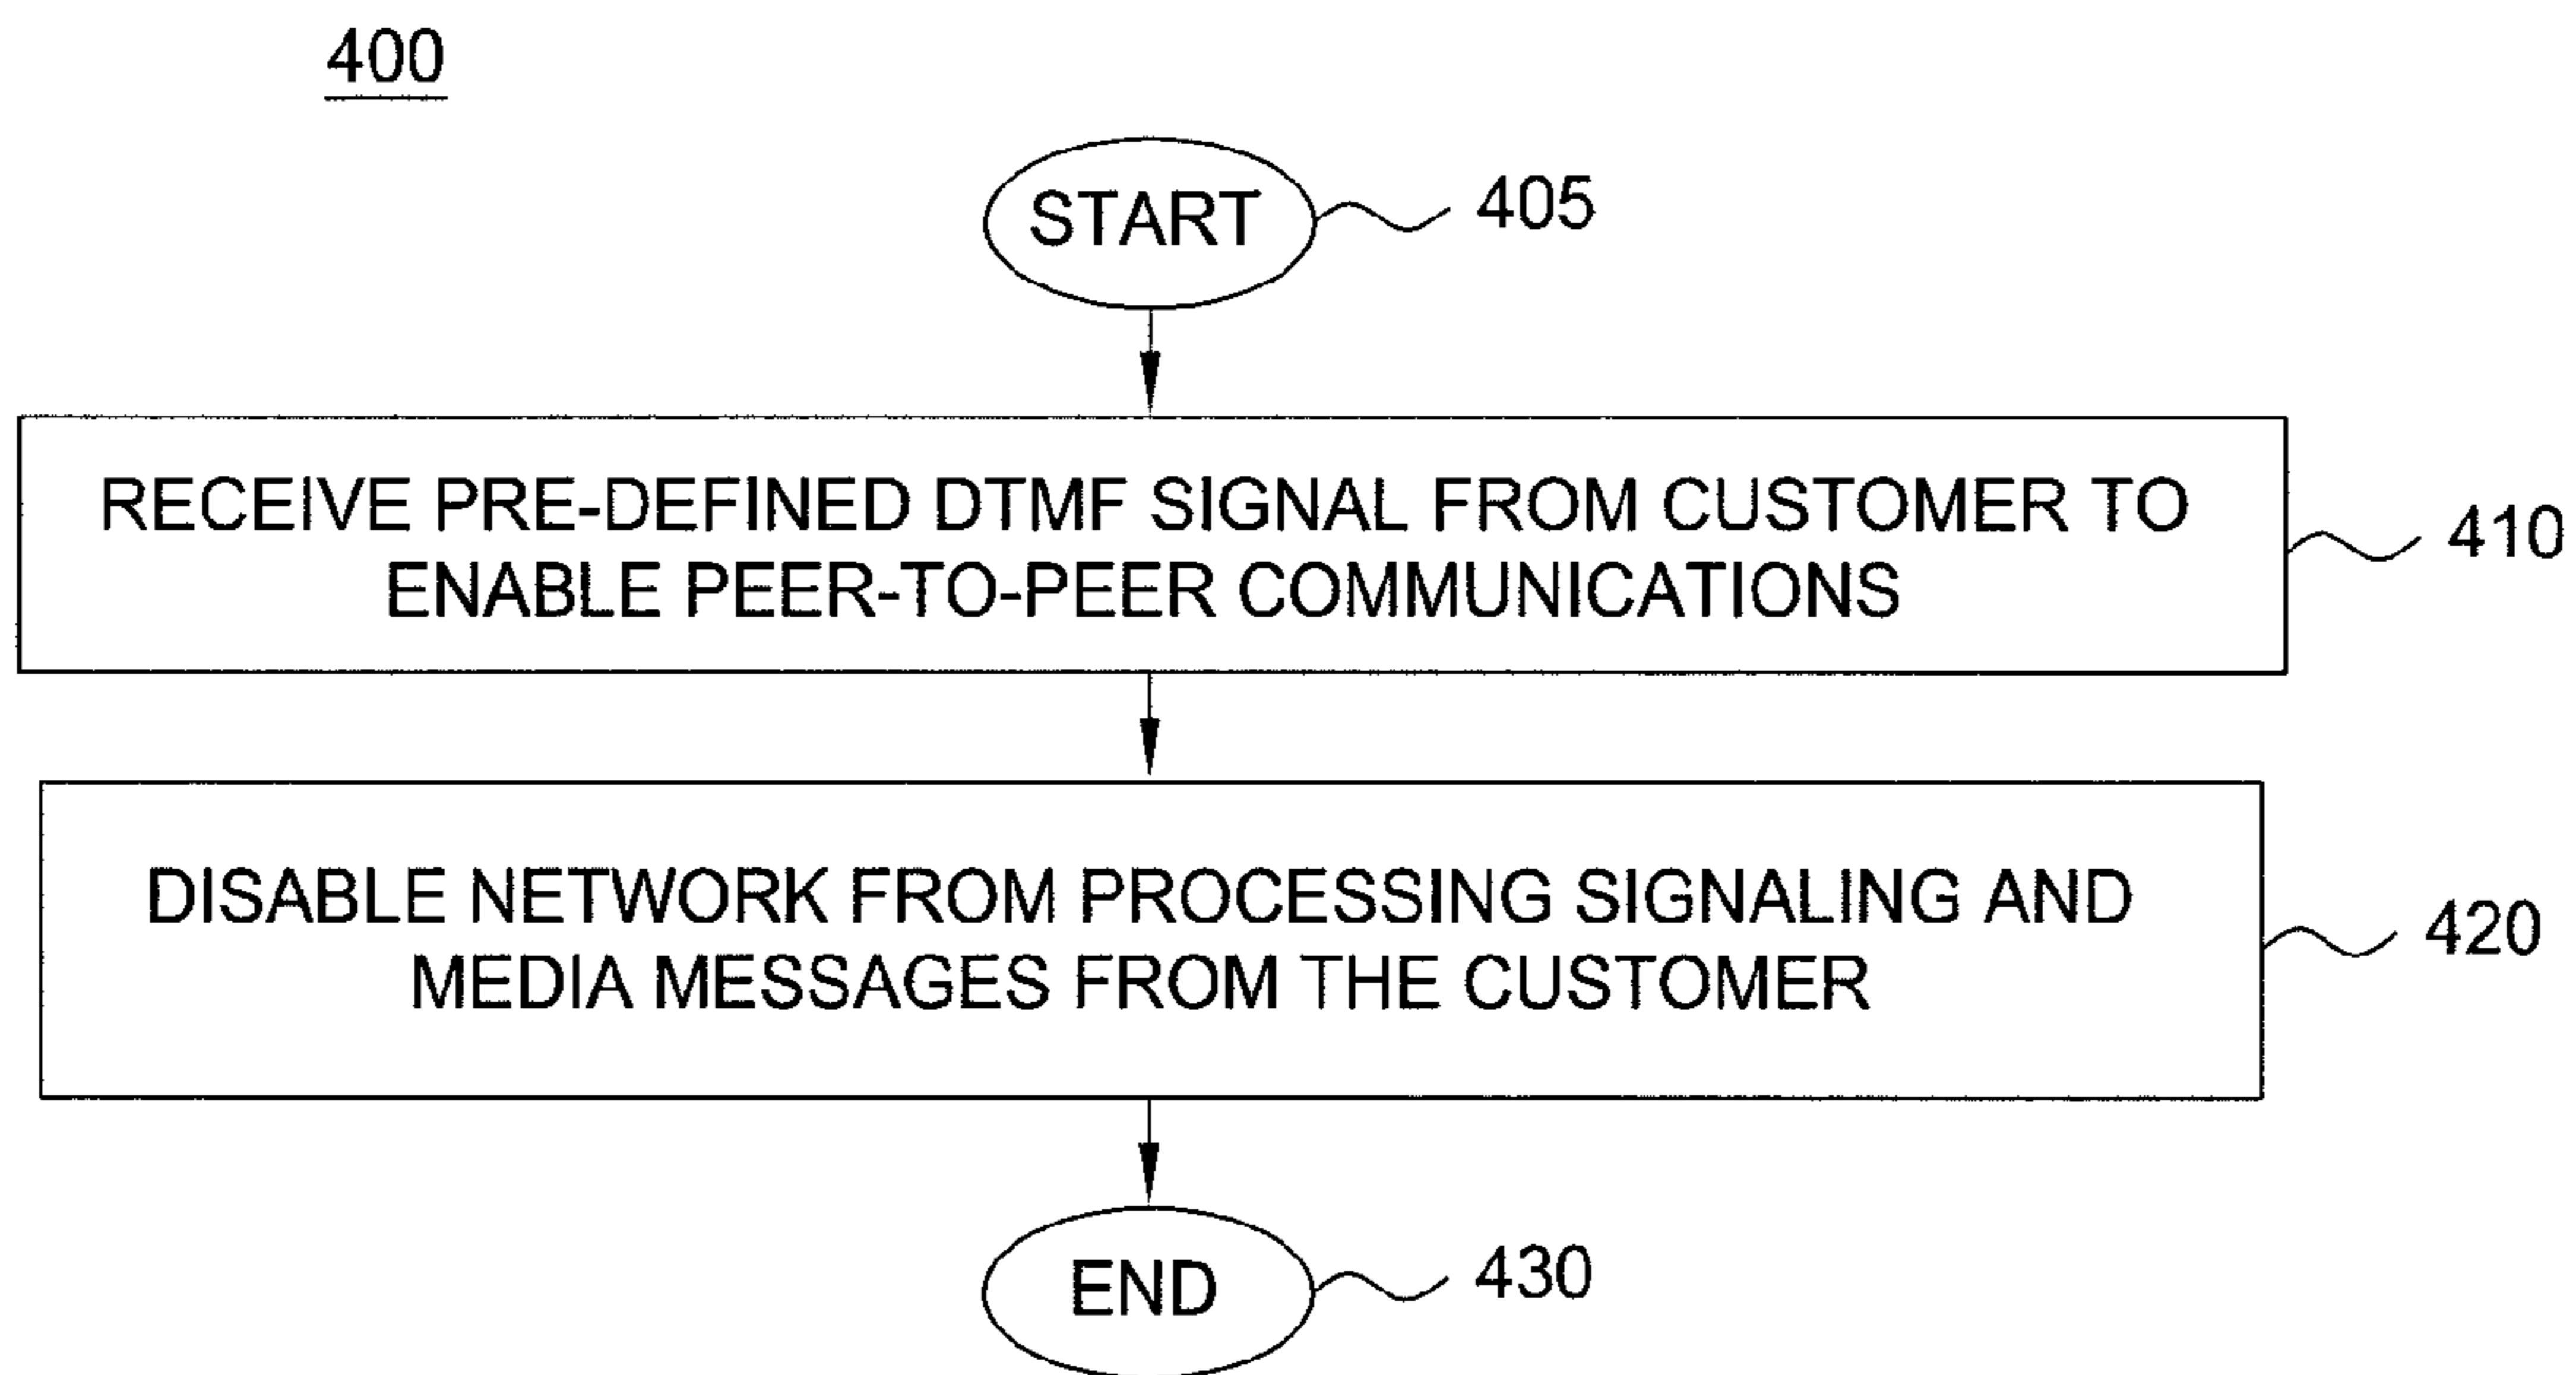 400
START
405
RECEIVE PRE-DEFINED DTMF SIGNAL FROM CUSTOMER TO
ENABLE PEER-TO-PEER COMMUNICATIONS
410
DISABLE NETWORK FROM PROCESSING SIGNALING AND
MEDIA MESSAGES FROM THE CUSTOMER
420
END
430